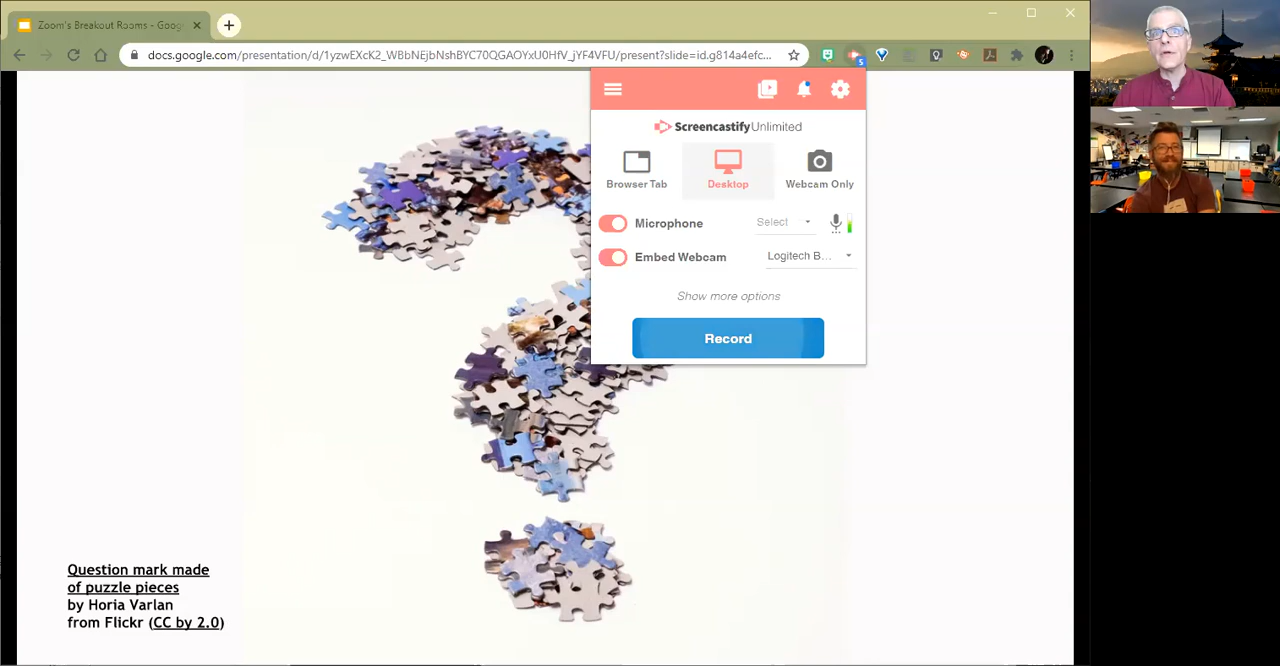 Zoom's Breakout Rooms - Goog
docs.google.com/presentation/d/1yzwEXcK2_WBbNEjbNshBYC70QGAOYxU0HfV_jYF4VFU/present?slide=id.g814a4efc...
5
Screencastify Unlimited
Browser Tab
Desktop
Webcam Only
Microphone
Select
Embed Webcam
Logitech B...
Show more options
Record
Question mark made
of puzzle pieces
by Horia Varlan
from Flickr (CC by 2.0)